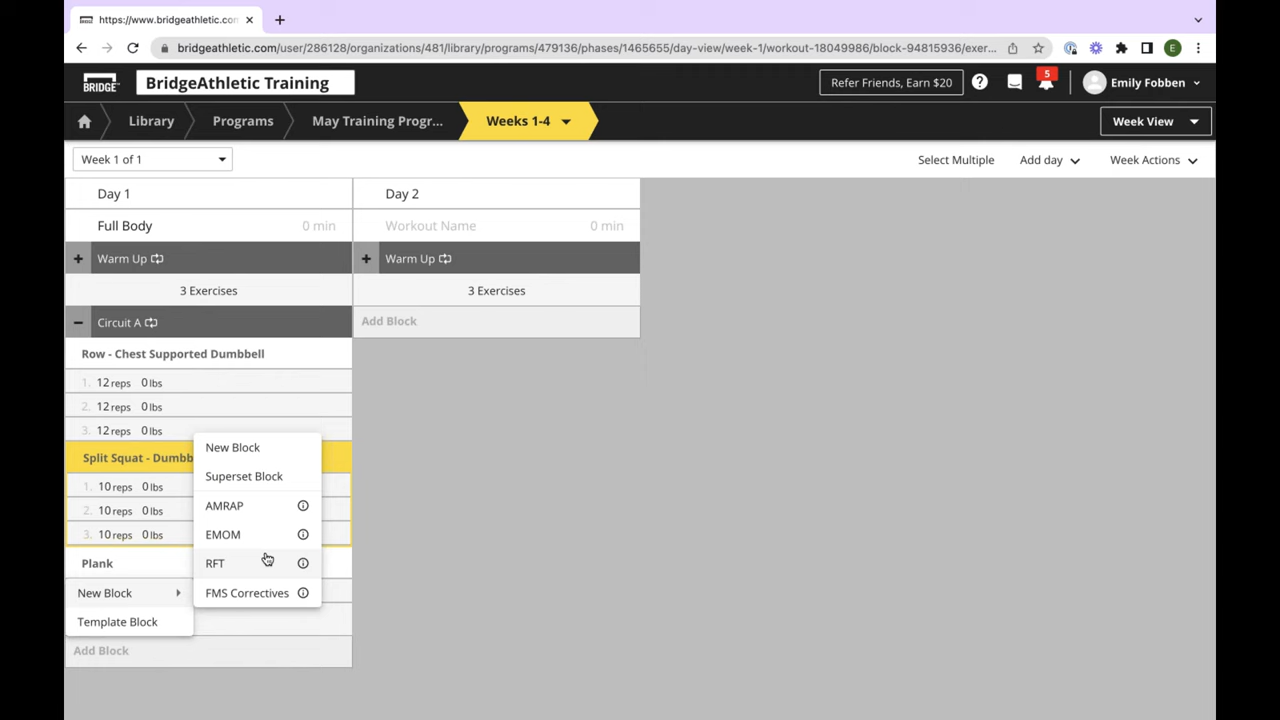 https://www.bridgeathletic.con
bridgeathletic.com/user/286128/organizations/481/library/programs/479136/phases/1465655/day-view/week-1/workout-18049986/block-94815936/exer...
E
BRIDGE
BridgeAthletic Training
Refer Friends, Earn $20
5
Emily Fobben
Library
Programs
May Training Progr...
Weeks 1-4
Week View
Week 1 of 1
Select Multiple
Add day
Week Actions
Day 1
Day 2
Full Body
0 min
Workout Name
0 min
+ Warm Up
+ Warm Up
3 Exercises
3 Exercises
− Circuit A
Add Block
Row - Chest Supported Dumbbell
1. 12 reps 0 lbs
2. 12 reps 0 lbs
3. 12 reps 0 lbs
Split Squat - Dumbb
1. 10 reps 0 lbs
2. 10 reps 0 lbs
3. 10 reps 0 lbs
Plank
New Block
Superset Block
AMRAP
EMOM
RFT
FMS Correctives
New Block
Template Block
Add Block